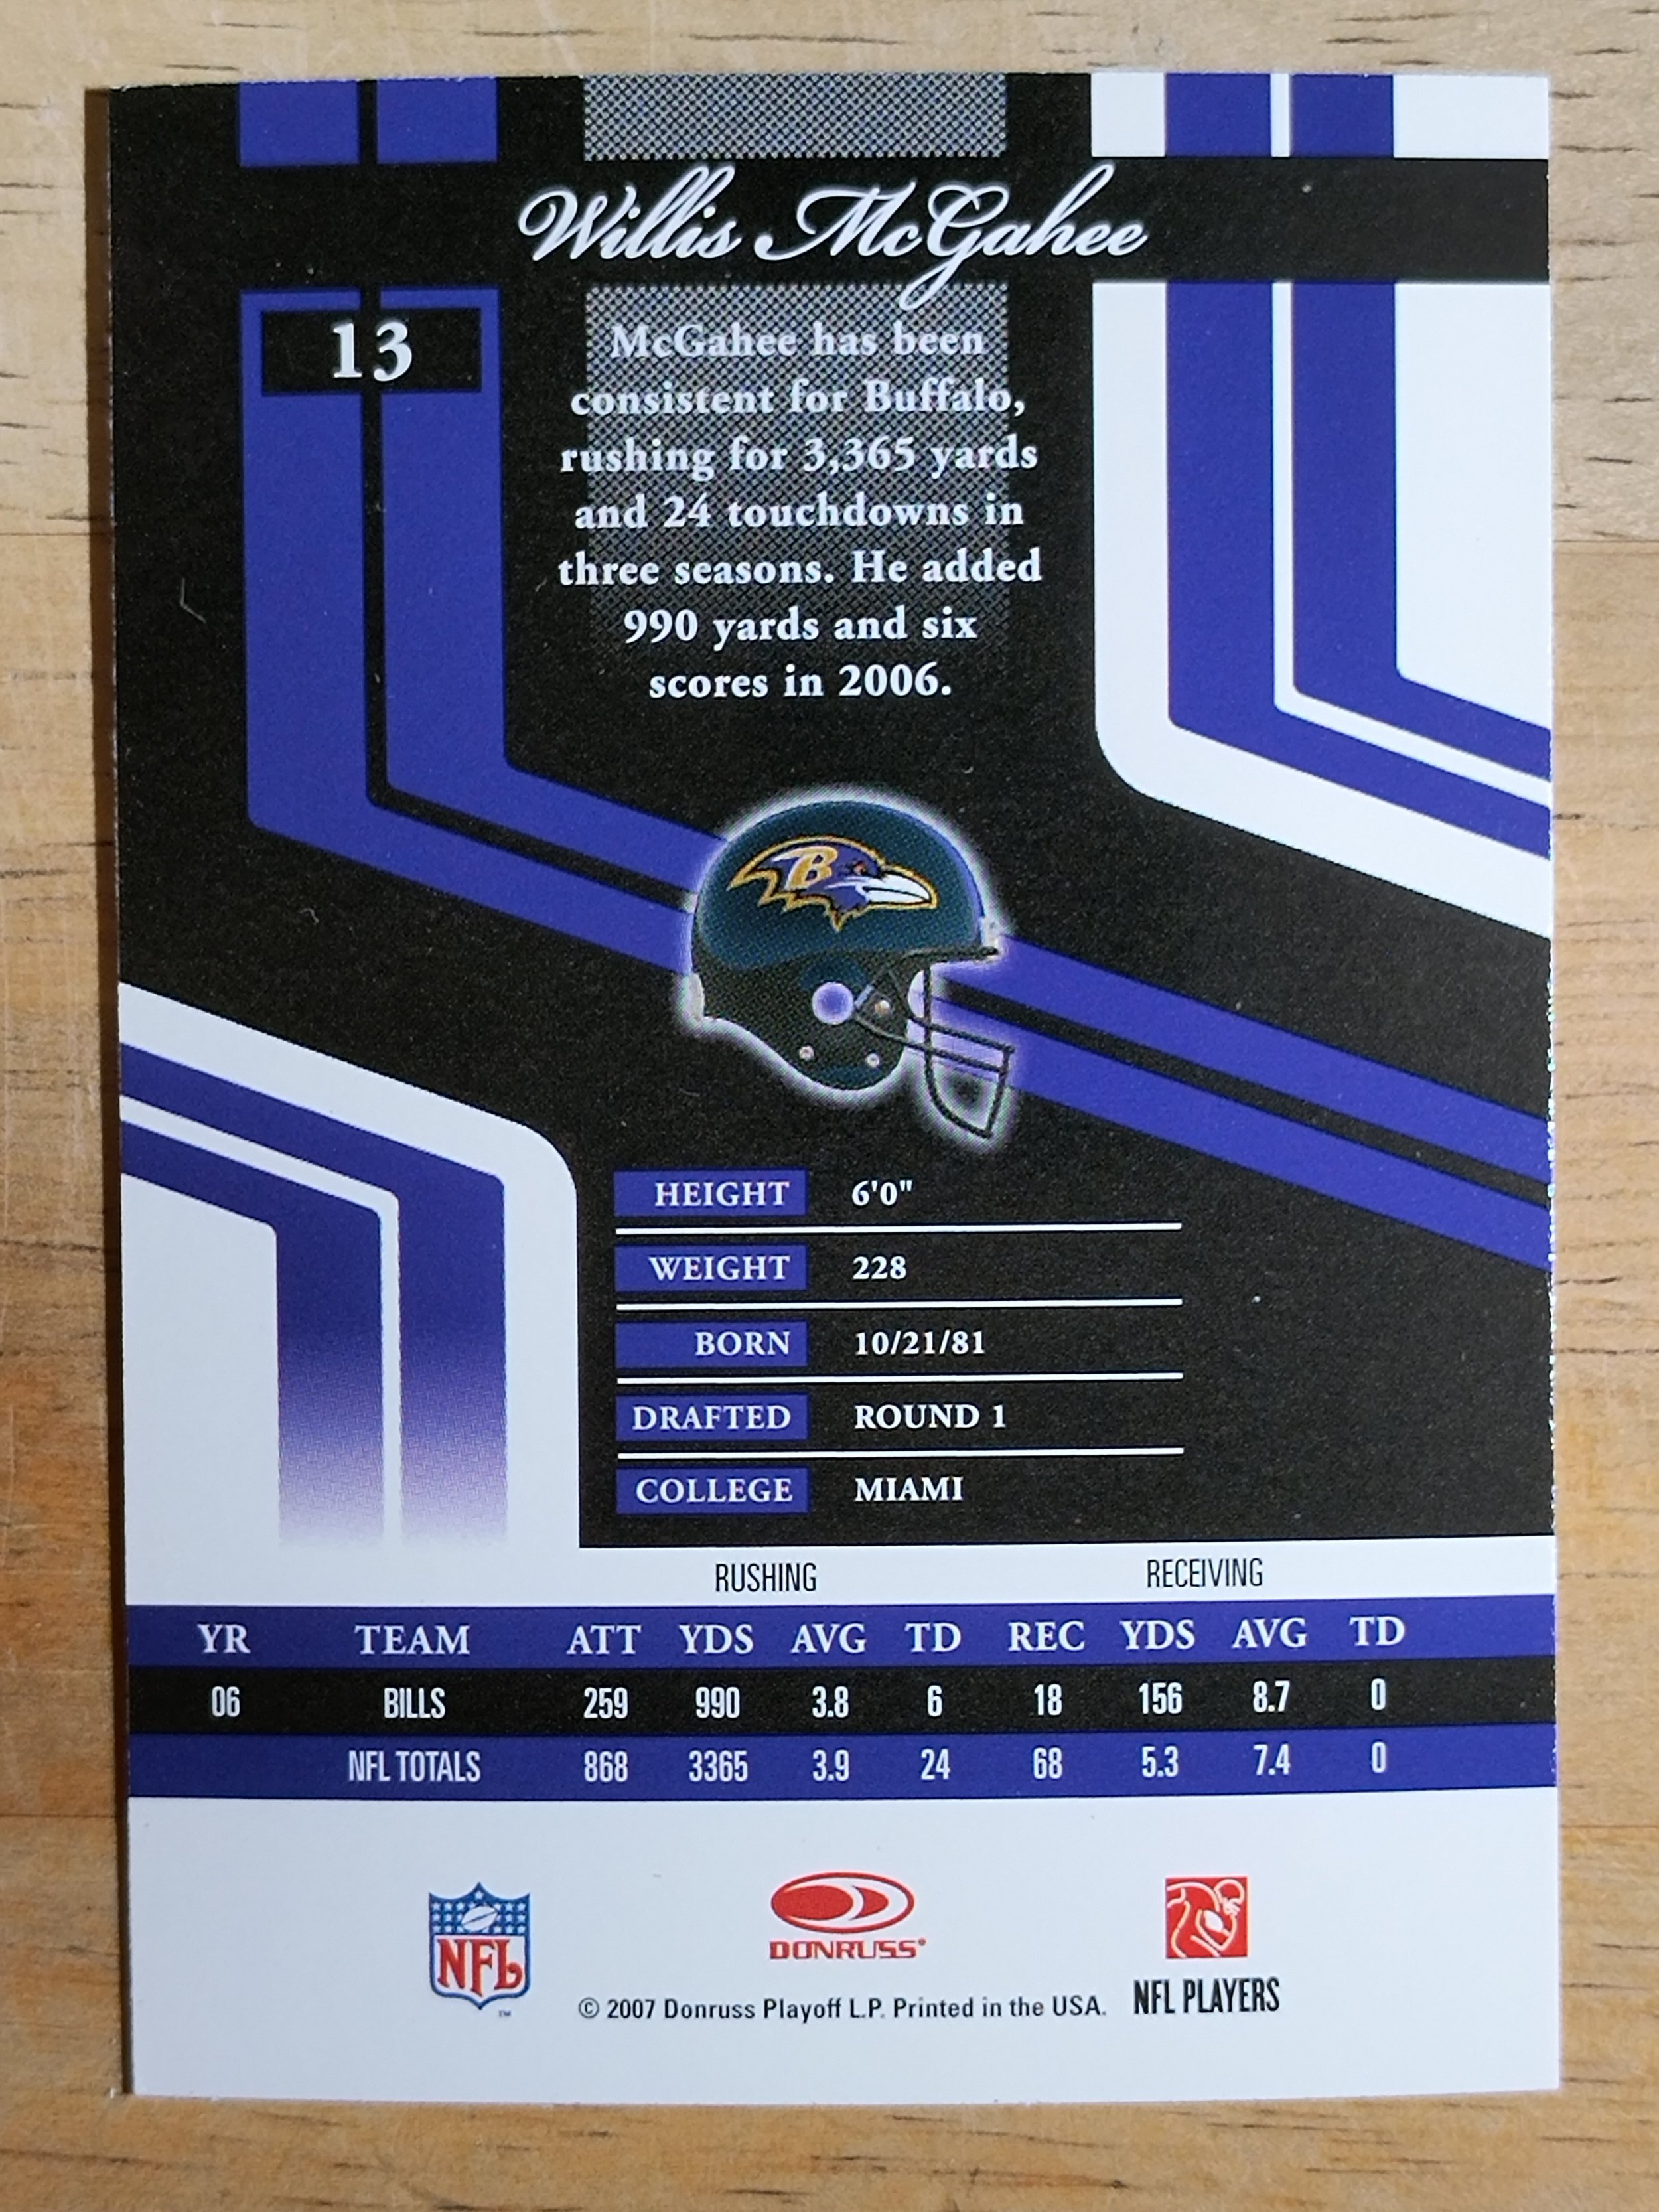 Willis McGahee
13
McGahee has been
consistent for Buffalo,
rushing for 3,365 yards
and 24 touchdowns in
three seasons. He added
990 yards and six
scores in 2006.
B
HEIGHT 6'0"
WEIGHT 228
BORN 10/21/81
DRAFTED ROUND 1
COLLEGE MIAMI
RUSHING RECEIVING
YR TEAM ATT YDS AVG TD REC YDS AVG TD
06 BILLS 259 990 3.8 6 18 156 8.7 0
NFL TOTALS 868 3365 3.9 24 68 5.3 7.4 0
NFL
™
DONRUSS®
NFL PLAYERS
© 2007 Donruss Playoff L.P. Printed in the USA.